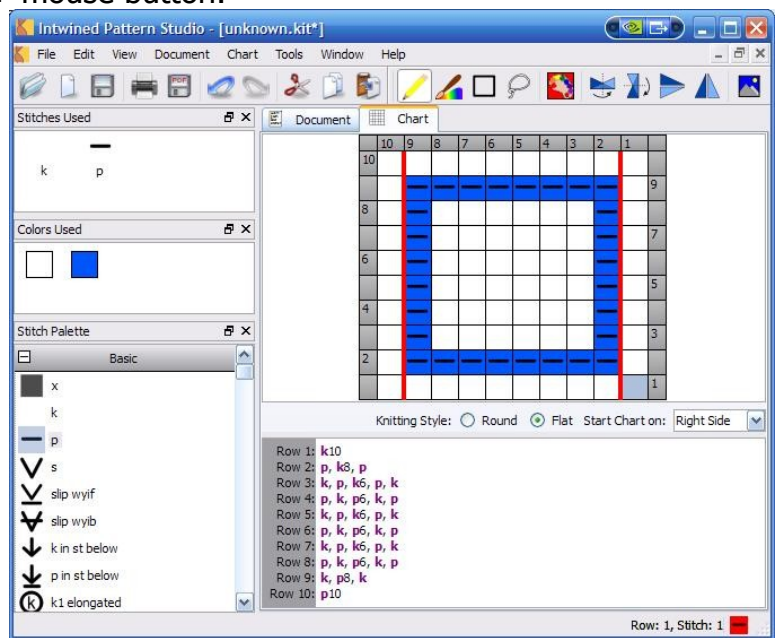 mouse button.
Intwined Pattern Studio - [unknown.kit*]
File Edit View Document Chart Tools Window Help
PDF
Stitches Used
k p
Colors Used
Stitch Palette
Basic
x
k
p
s
slip wyif
slip wyib
k in st below
p in st below
k k1 elongated
Document Chart
10 9 8 7 6 5 4 3 2 1
10
9
8
7
6
5
4
3
2
1
Knitting Style: Round Flat Start Chart on: Right Side
Row 1: k10
Row 2: p, k8, p
Row 3: k, p, k6, p, k
Row 4: p, k, p6, k, p
Row 5: k, p, k6, p, k
Row 6: p, k, p6, k, p
Row 7: k, p, k6, p, k
Row 8: p, k, p6, k, p
Row 9: k, p8, k
Row 10: p10
Row: 1, Stitch: 1